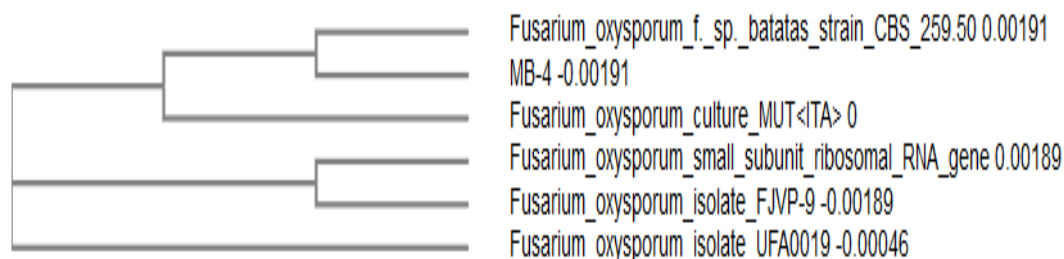 Fusarium_oxysporum_f._sp._batatas_strain_CBS_259.50 0.00191
MB-4 -0.00191
Fusarium_oxysporum_culture_MUT<ITA> 0
Fusarium_oxysporum_small_subunit_ribosomal_RNA_gene 0.00189
Fusarium_oxysporum_isolate_FJVP-9 -0.00189
Fusarium_oxysporum_isolate_UFA0019 -0.00046